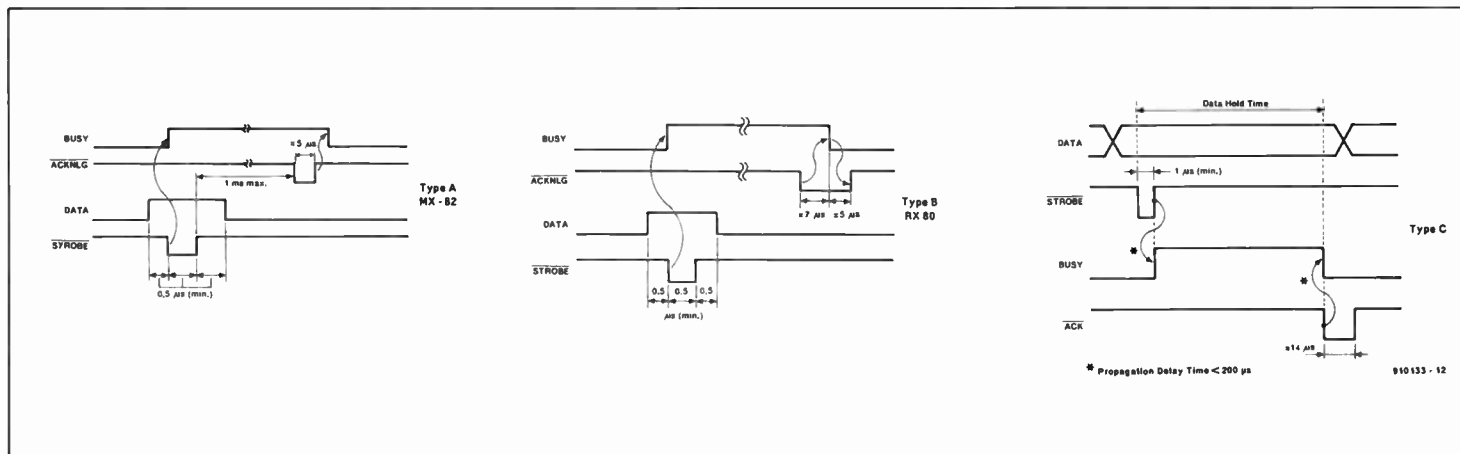 BUSY
ACKNLG
≈ 5 µs
1 ms max.
DATA
SYROBE
0,5 µs (min.)
Type A
MX - 82
BUSY
ACKNLG
≈ 7 µs
≈ 5 µs
DATA
STROBE
0.5
0.5
0.5
µs (min.)
Type B
RX 80
Data Hold Time
DATA
1 µs (min.)
STROBE
Type C
*
BUSY
*
ACK
≈14 µs
* Propagation Delay Time < 200 µs
910133 - 12